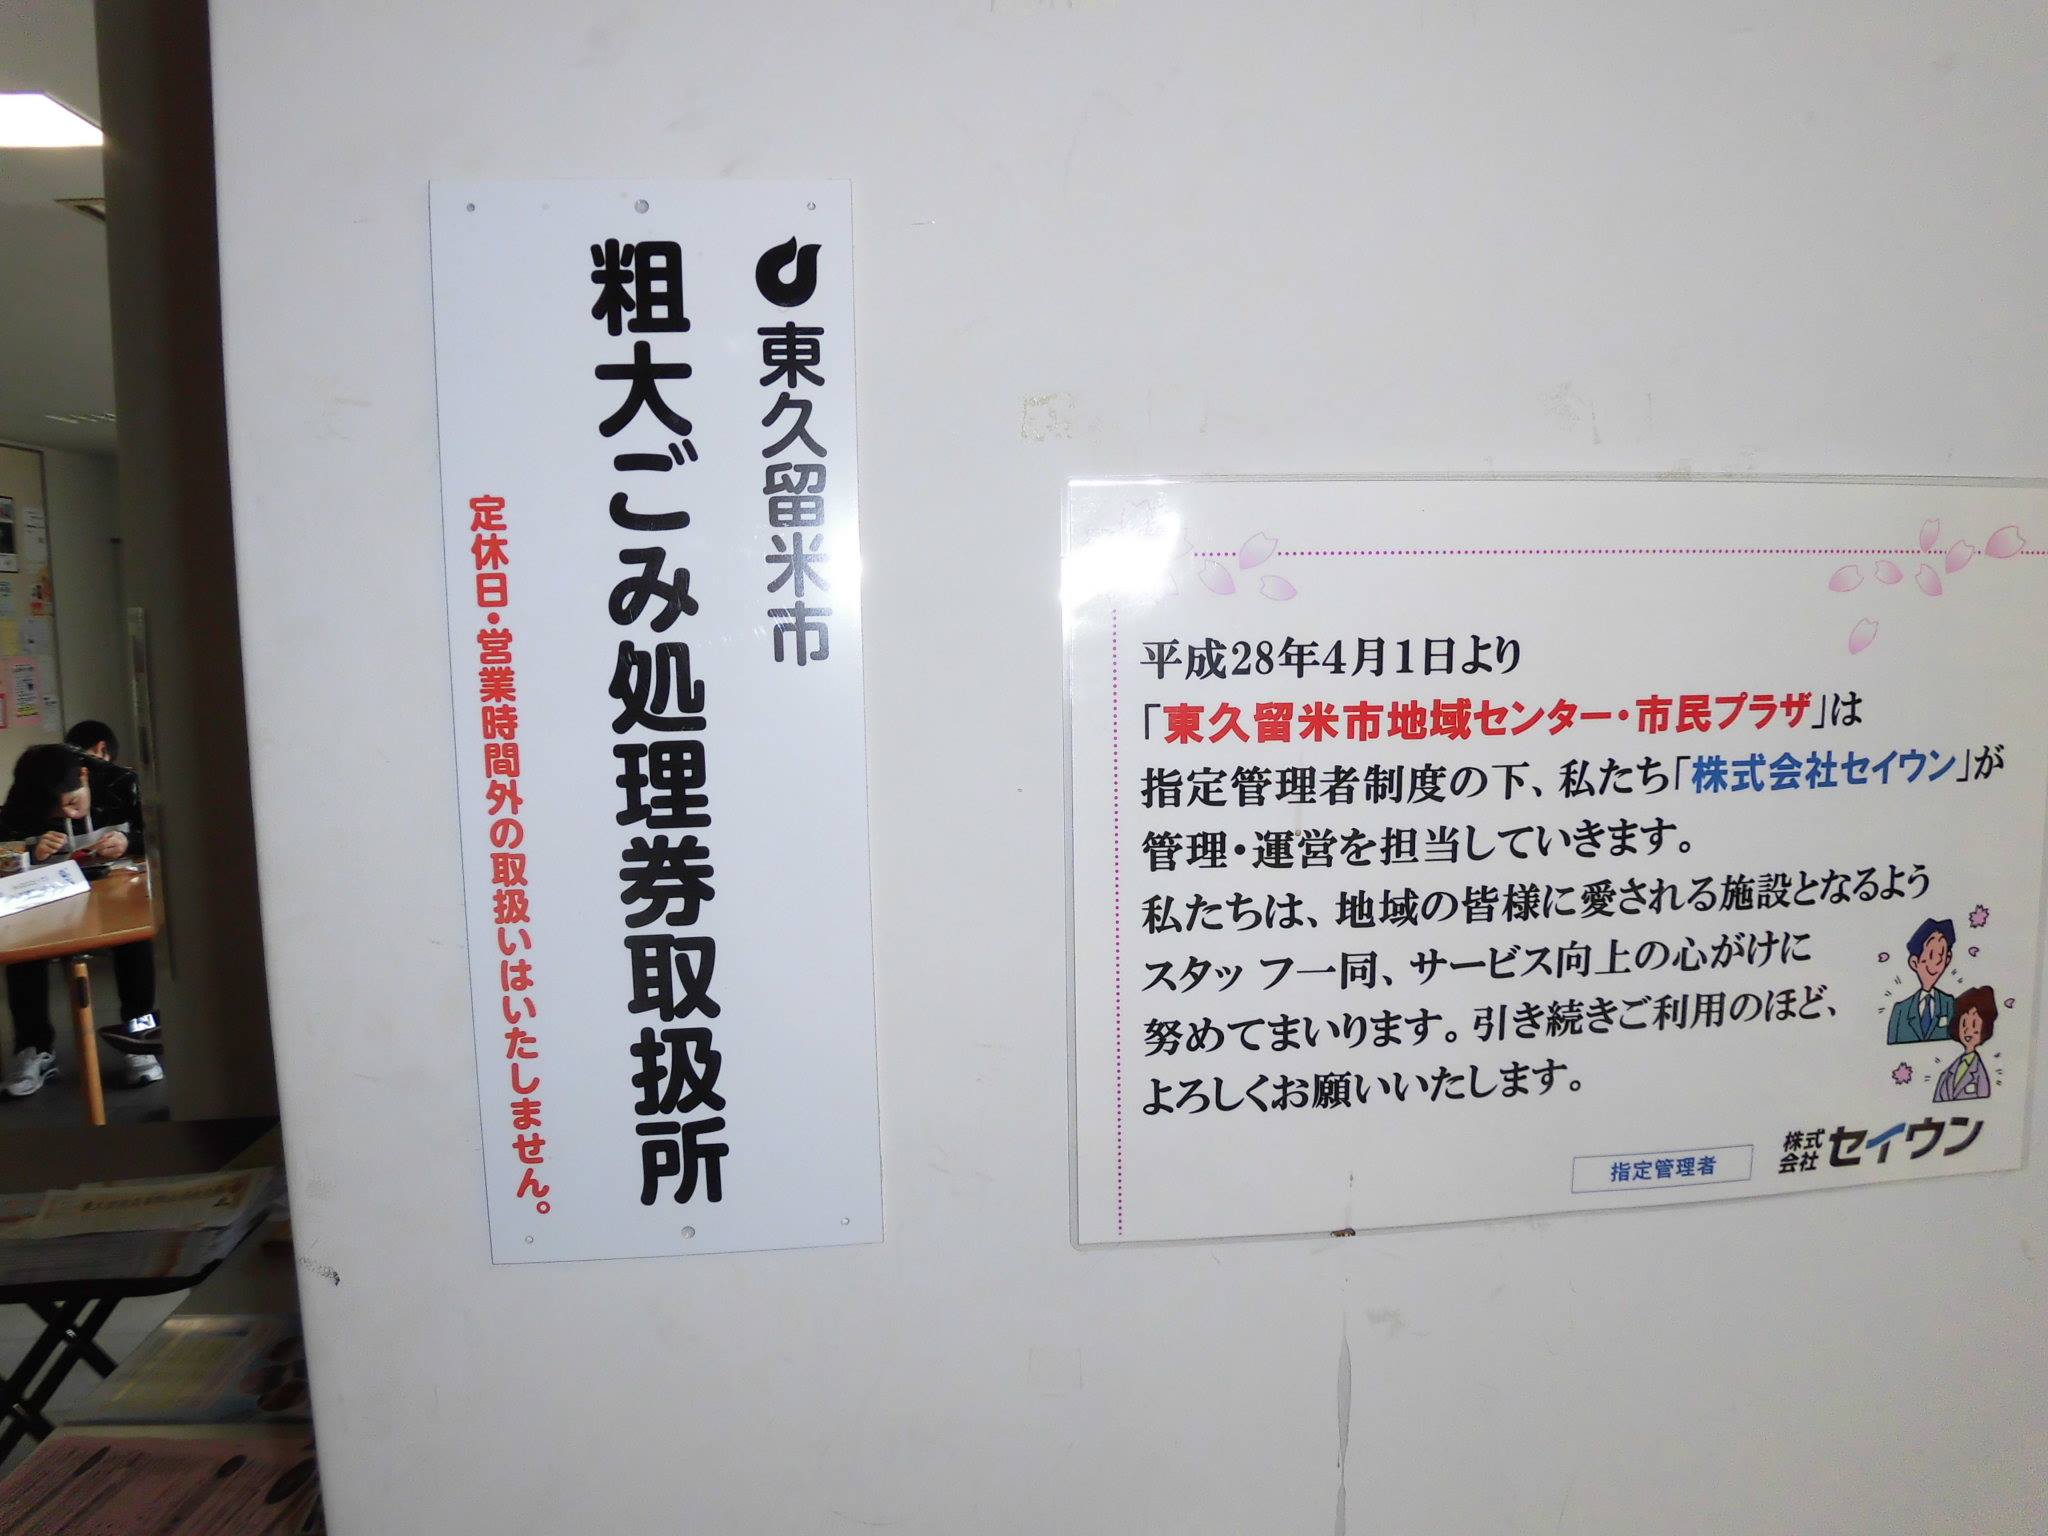 東久留米市
粗大ごみ処理券取扱所
定休日・営業時間外の取扱いはいたしません。
平成28年4月1日より
「東久留米市地域センター・市民プラザ」は
指定管理者制度の下、私たち「株式会社セイウン」が
管理・運営を担当していきます。
私たちは、地域の皆様に愛される施設となるよう
スタッフ一同、サービス向上の心がけに
努めてまいります。引き続きご利用のほど、
よろしくお願いいたします。
指定管理者
株式会社 セイウン